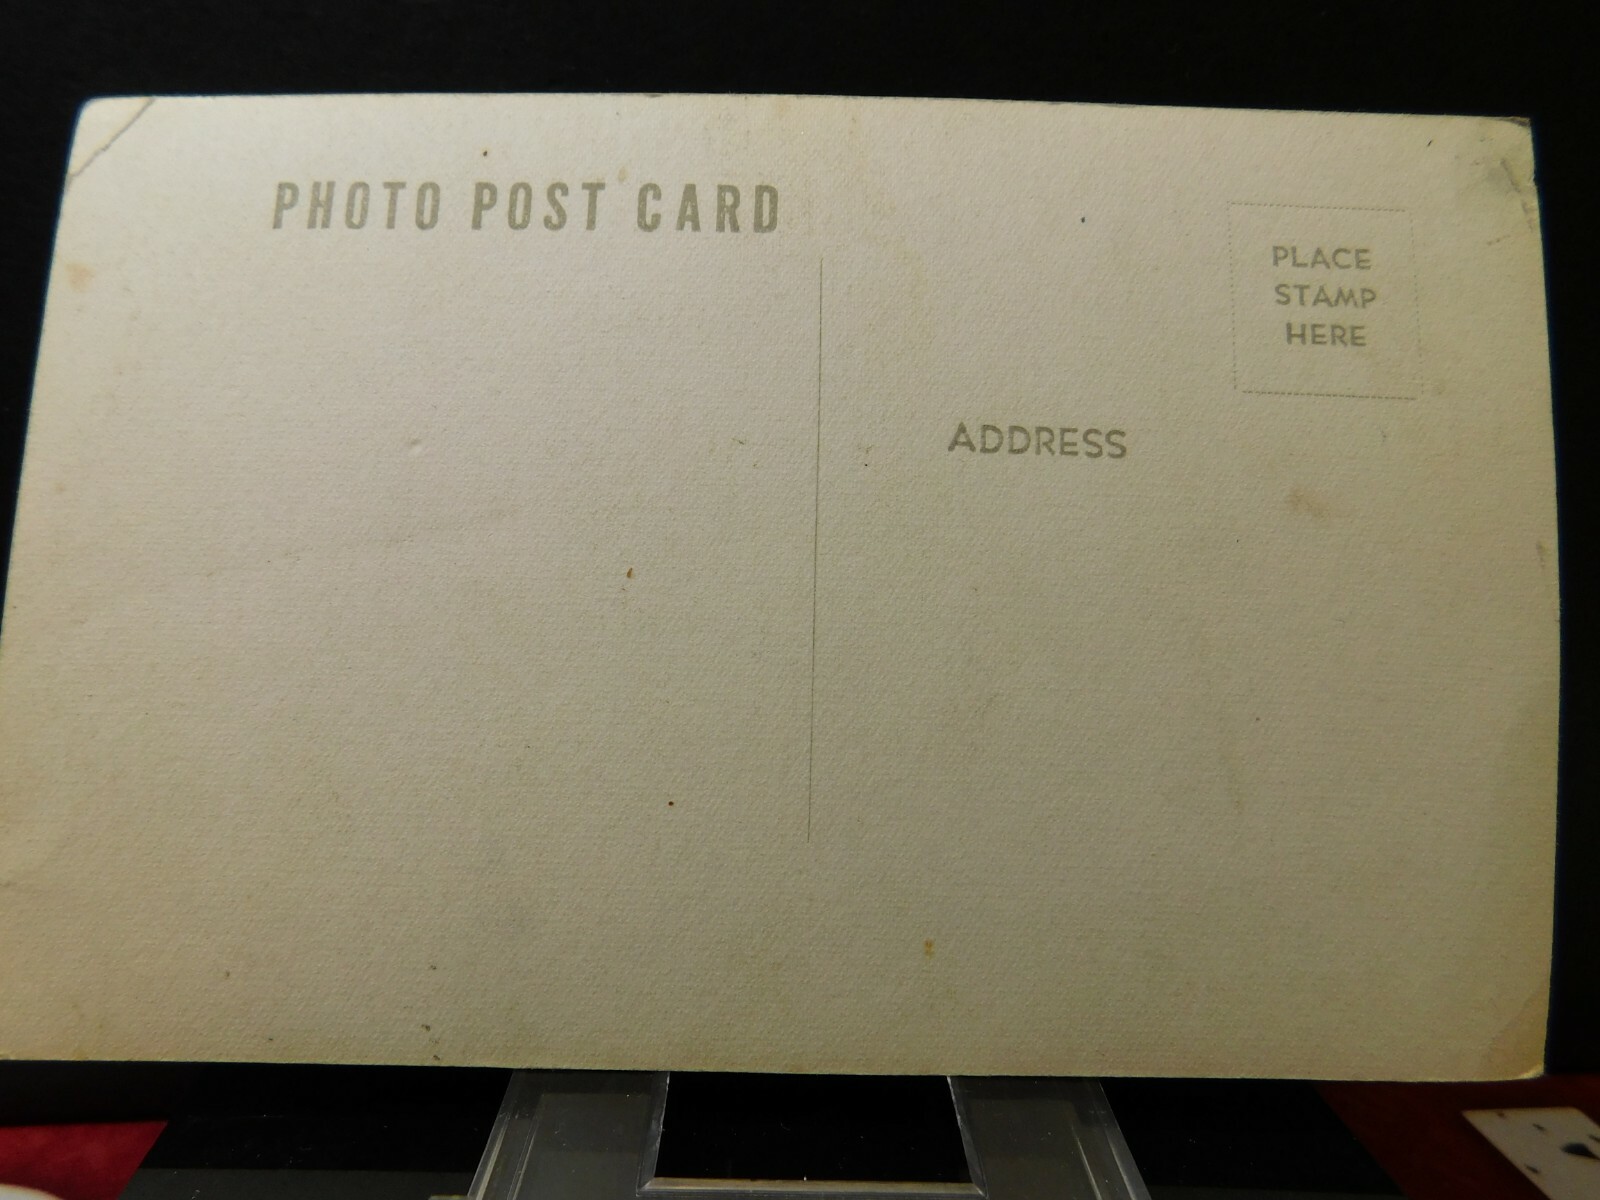 PHOTO POST CARD
PLACE
STAMP
HERE
ADDRESS